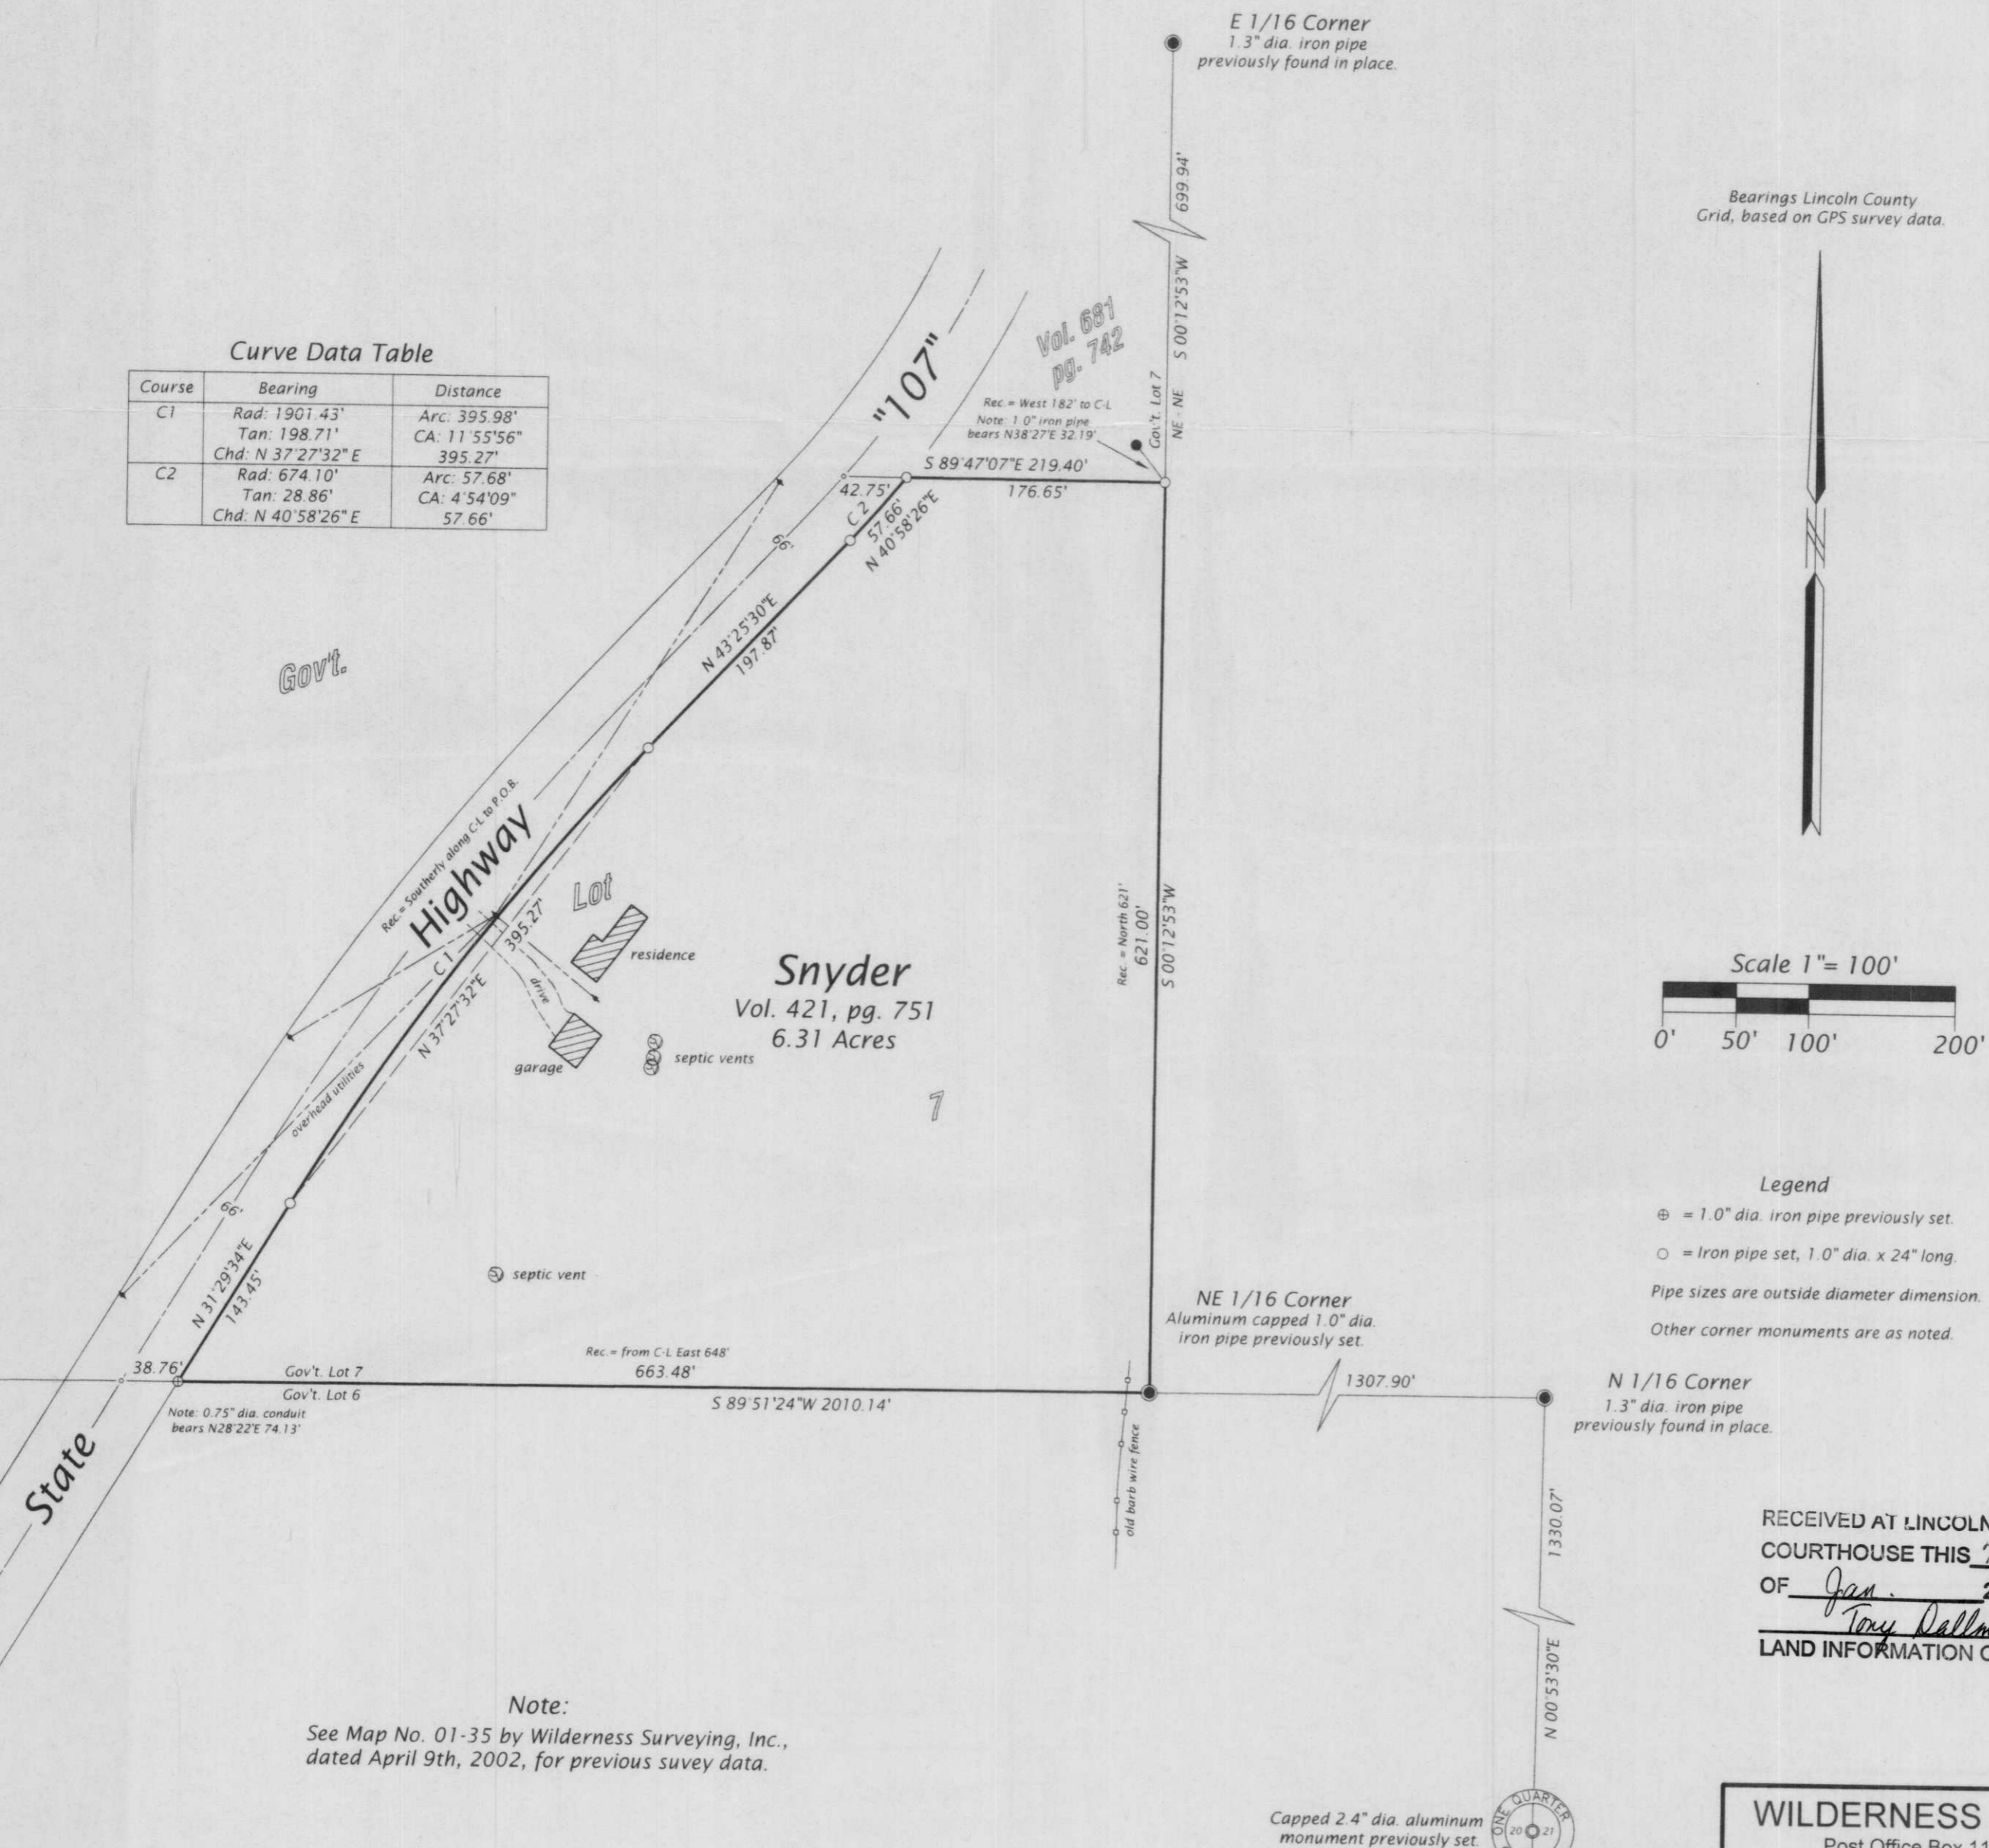 E 1/16 Corner
1.3" dia. iron pipe
previously found in place.
699.94'
S 00°12'53"W
NE - NE
Gov't. Lot 7
Bearings Lincoln County
Grid, based on GPS survey data.
N
Curve Data Table
Course Bearing Distance
C1 Rad: 1901.43' Arc: 395.98'
Tan: 198.71' CA: 11°55'56"
Chd: N 37°27'32" E 395.27'
C2 Rad: 674.10' Arc: 57.68'
Tan: 28.86' CA: 4°54'09"
Chd: N 40°58'26" E 57.66'
"107"
Vol. 681
pg. 742
Rec.= West 182' to C-L
Note: 1.0" iron pipe
bears N38°27'E 32.19'
S 89°47'07"E 219.40'
42.75' 176.65'
C 2
57.66'
N 40°58'26"E
66'
N 43°25'30"E
197.87'
Gov't.
Rec.= Southerly along C-L to P.O.B.
Highway
Lot
C 1
395.27'
N 37°27'32"E
residence
drive
garage
septic vents
Snyder
Vol. 421, pg. 751
6.31 Acres
7
Rec. = North 621'
621.00'
S 00°12'53"W
Scale 1"= 100'
0' 50' 100' 200'
overhead utilities
66'
N 31°29'34"E
143.45'
septic vent
Legend
⊕ = 1.0" dia. iron pipe previously set.
○ = Iron pipe set, 1.0" dia. x 24" long.
Pipe sizes are outside diameter dimension.
Other corner monuments are as noted.
NE 1/16 Corner
Aluminum capped 1.0" dia.
iron pipe previously set.
38.76'
Gov't. Lot 7
Gov't. Lot 6
Rec.= from C-L East 648'
663.48'
S 89°51'24"W 2010.14'
1307.90'
N 1/16 Corner
1.3" dia. iron pipe
previously found in place.
Note: 0.75" dia. conduit
bears N28°22'E 74.13'
State
old barb wire fence
1330.07'
N 00°53'30"E
RECEIVED AT LINCOLN
COURTHOUSE THIS
OF Jan.
Tony
LAND INFORMATION
Note:
See Map No. 01-35 by Wilderness Surveying, Inc.,
dated April 9th, 2002, for previous suvey data.
Capped 2.4" dia. aluminum
monument previously set.
ONE QUARTER
20 21
WILDERNESS
Post Office Box 11